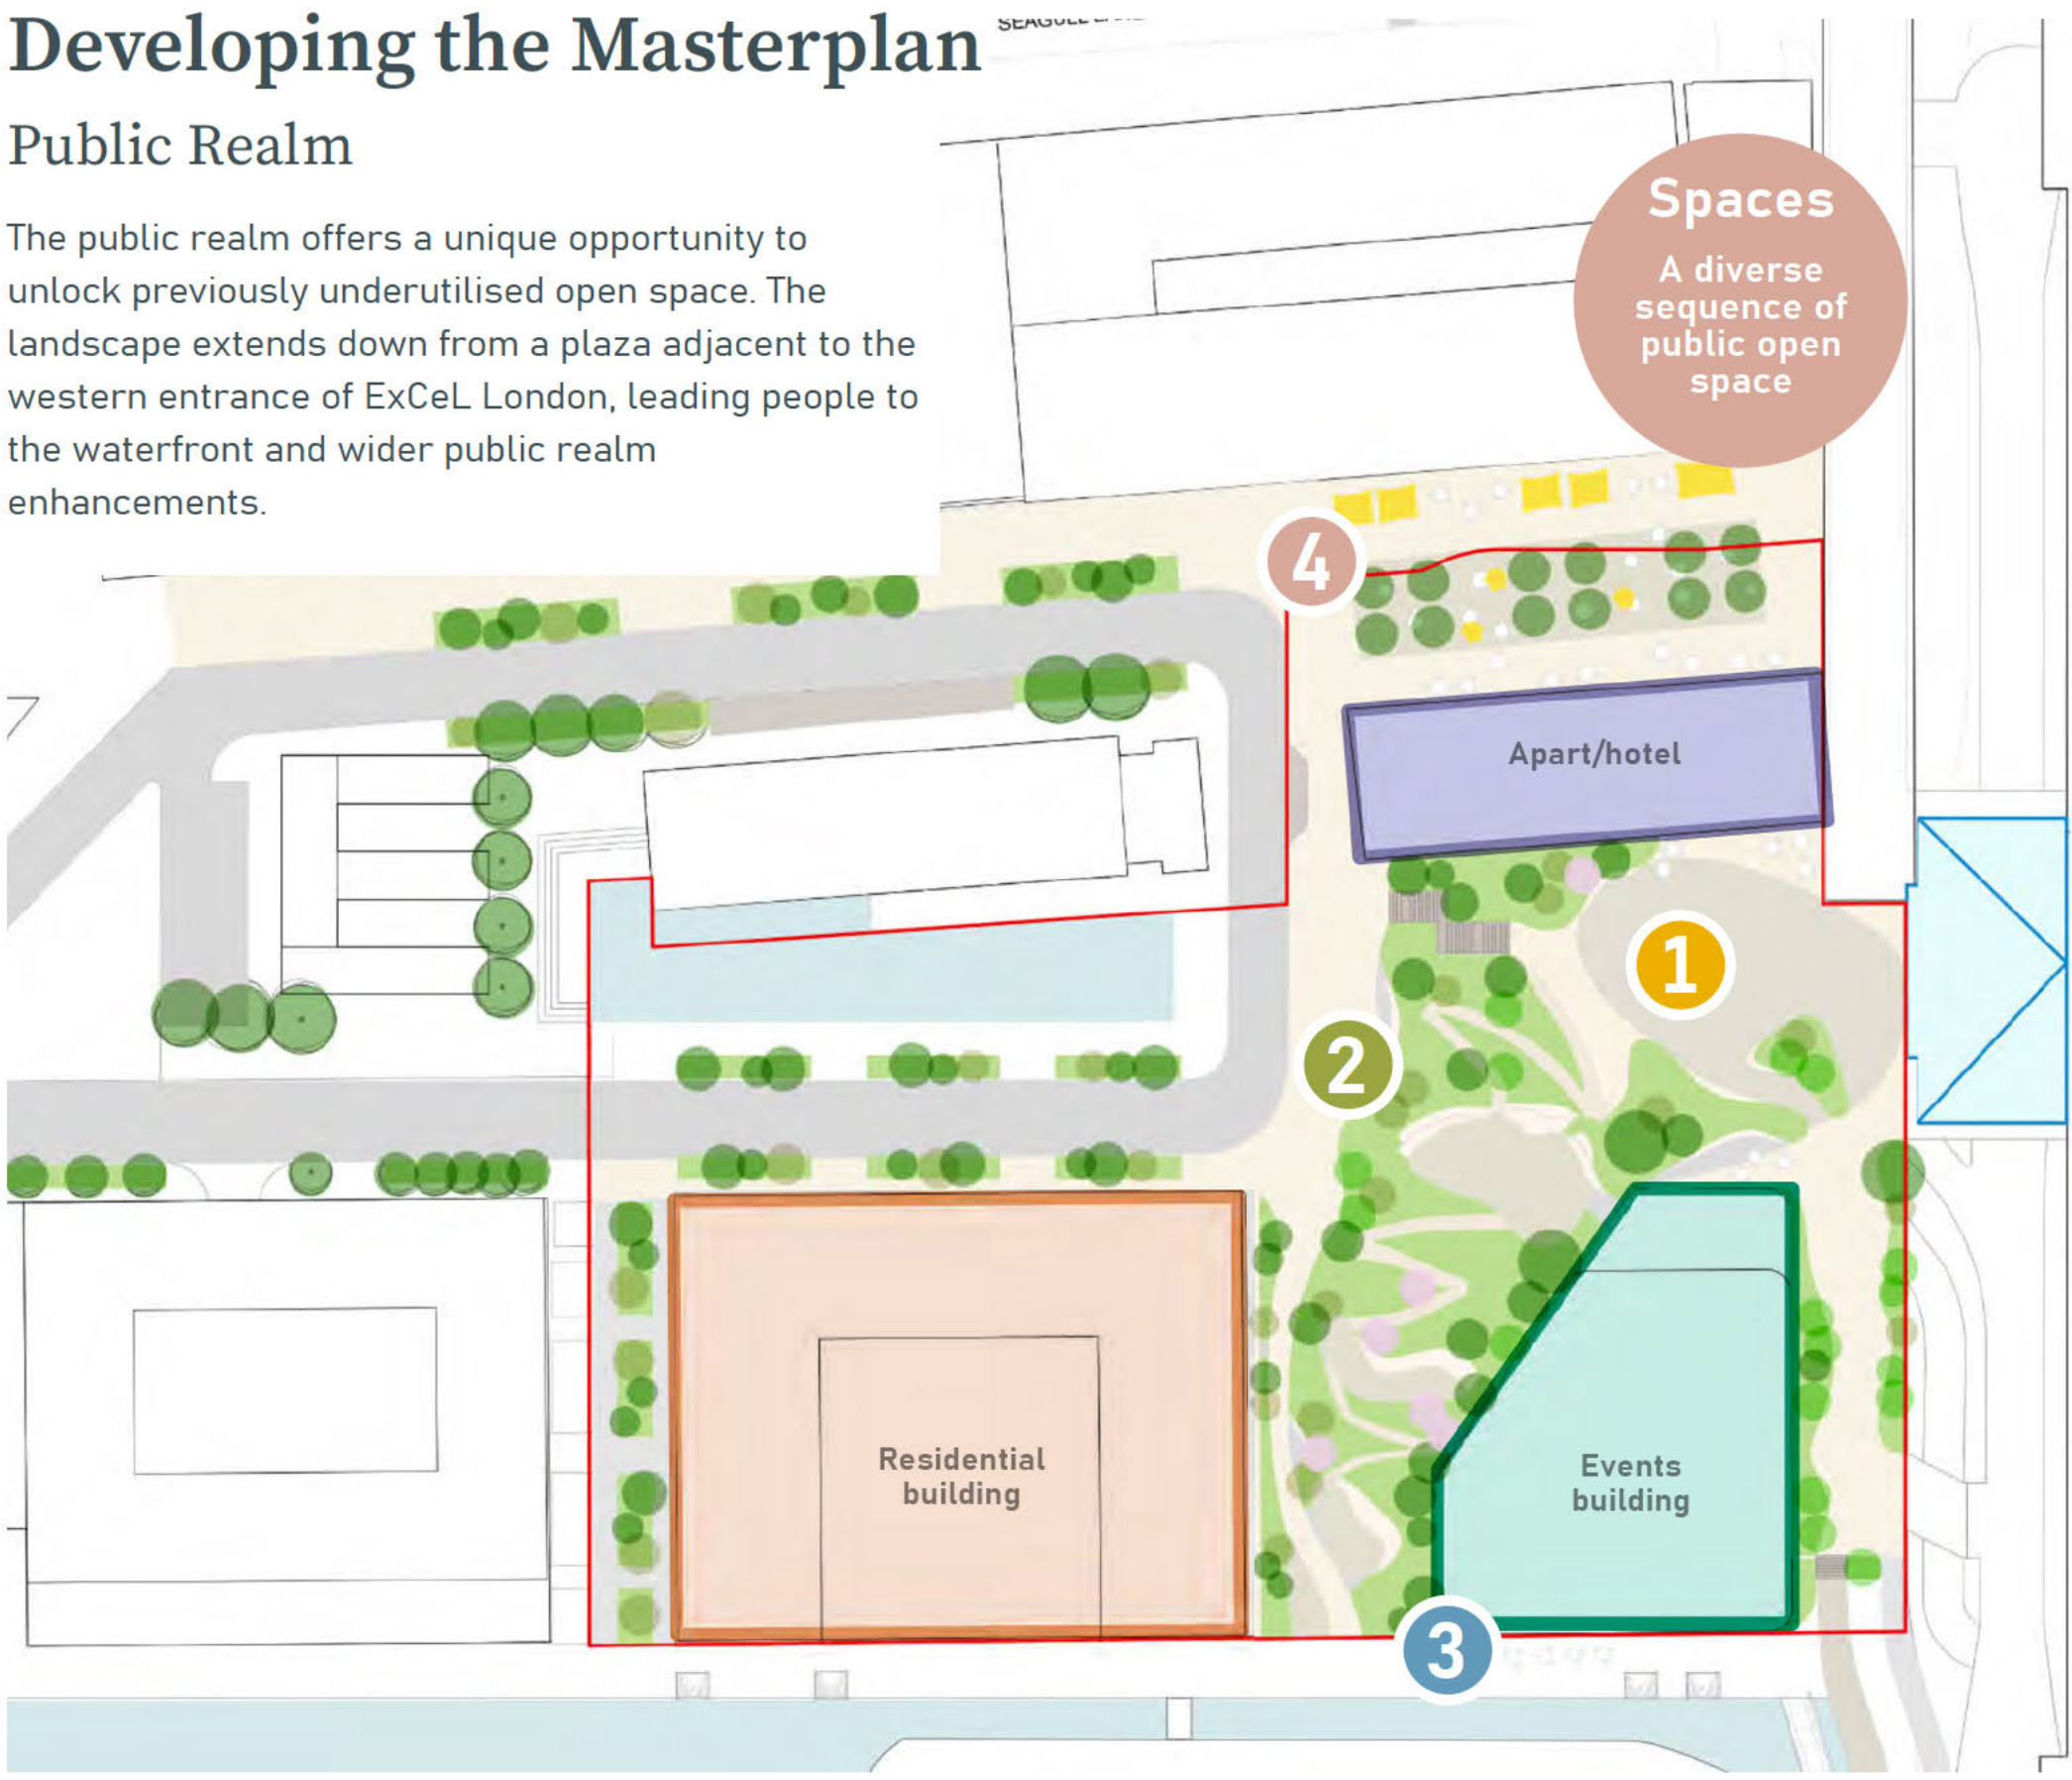 Developing the Masterplan
Public Realm
The public realm offers a unique opportunity to
unlock previously underutilised open space. The
landscape extends down from a plaza adjacent to the
western entrance of ExCeL London, leading people to
the waterfront and wider public realm
enhancements.
Spaces
A diverse
sequence of
public open
space
4
Apart/hotel
1
2
Residential
building
Events
building
3